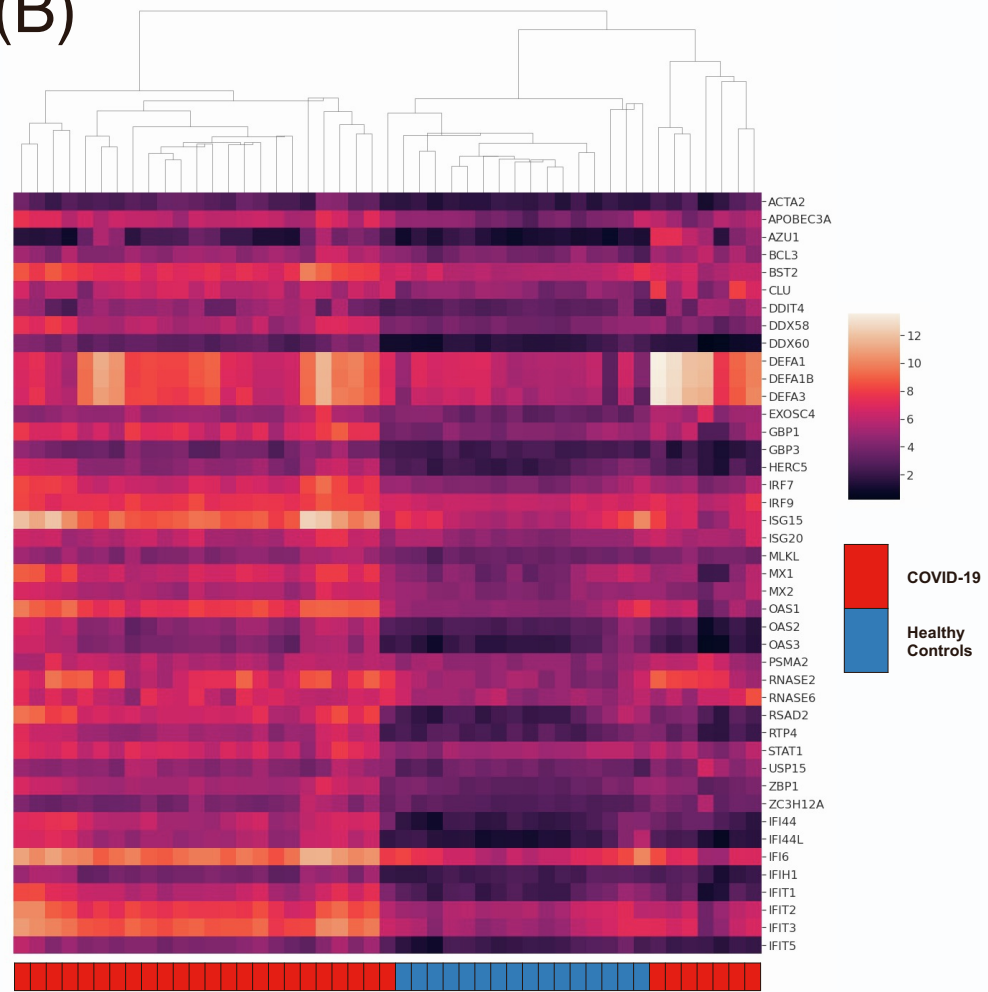 (B)
ACTA2
APOBEC3A
AZU1
BCL3
BST2
CLU
DDIT4
DDX58
DDX60
DEFA1
DEFA1B
DEFA3
EXOSC4
GBP1
GBP3
HERC5
IRF7
IRF9
ISG15
ISG20
MLKL
MX1
MX2
OAS1
OAS2
OAS3
PSMA2
RNASE2
RNASE6
RSAD2
RTP4
STAT1
USP15
ZBP1
ZC3H12A
IFI44
IFI44L
IFI6
IFIH1
IFIT1
IFIT2
IFIT3
IFIT5
12
10
8
6
4
2
COVID-19
Healthy
Controls